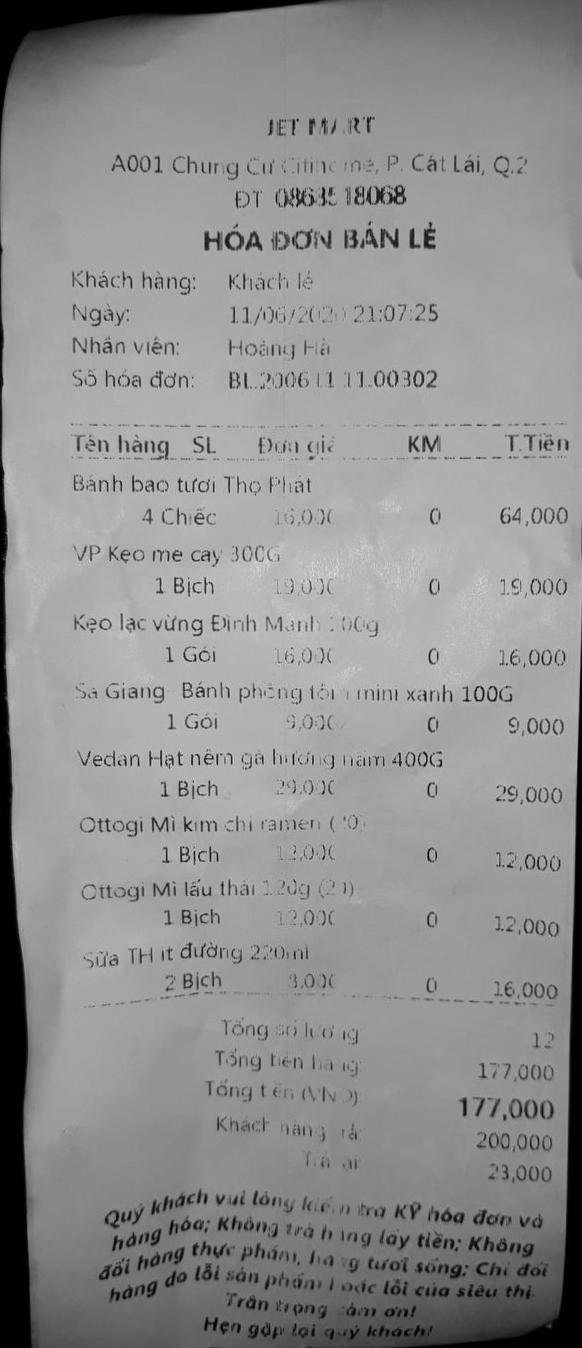 JET MART
A001 Chung Cư Citihome, P. Cát Lái, Q.2
ĐT
HÓA ĐƠN BÁN LẺ
Khách hàng: Khách lẻ
Ngày: 11/06/2020 21:07:25
Nhân viên: Hoàng Hà
Số hóa đơn:
Tên hàng SL Đơn giá KM T.Tiền
Bánh bao tươi Thọ Phát
4 Chiếc 16,000 0 64,000
VP Kẹo me cay 300G
1 Bịch 19,000 0 19,000
Kẹo lạc vừng Đình Mạnh
1 Gói 16,000 0 16,000
Sa Giang Bánh phồng tôm mini xanh 100G
1 Gói 9,000 0 9,000
Vedan Hạt nêm gà hương nấm 400G
1 Bịch 29,000 0 29,000
Ottogi Mì kim chi ramen
1 Bịch 12,000 0 12,000
Ottogi Mì lẩu thái 120g
1 Bịch 12,000 0 12,000
Sữa TH ít đường 220ml
2 Bịch 8,000 0 16,000
Tổng số lượng 12
Tổng tiền hàng: 177,000
Tổng tiền (VND): 177,000
Khách hàng trả: 200,000
Trả lại: 23,000
Quý khách vui lòng kiểm tra KỸ hóa đơn và
hàng hóa; Không trả hàng lấy tiền; Không
đổi hàng thực phẩm, hàng tươi sống; Chỉ đổi
hàng do lỗi sản phẩm hoặc lỗi của siêu thị.
Trân trọng cảm ơn!
Hẹn gặp lại quý khách!